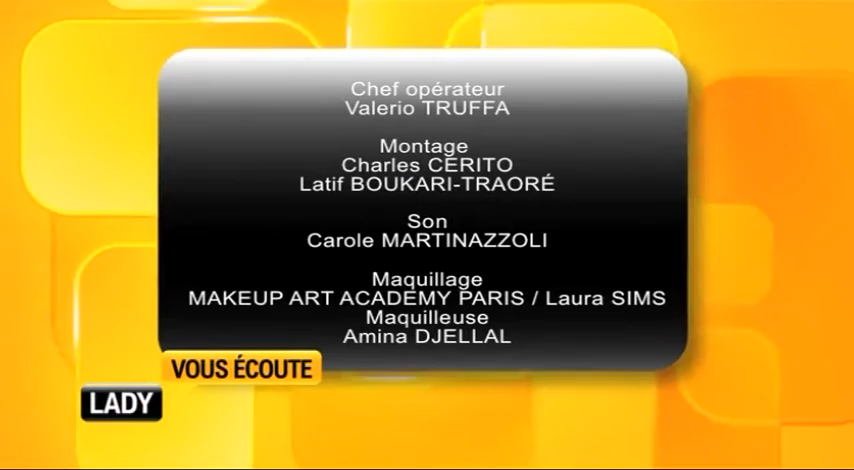 Chef opérateur
Valerio TRUFFA
Montage
Charles CERITO
Latif BOUKARI-TRAORÉ
Son
Carole MARTINAZZOLI
Maquillage
MAKEUP ART ACADEMY PARIS / Laura SIMS
Maquilleuse
Amina DJELLAL
VOUS ÉCOUTE
LADY